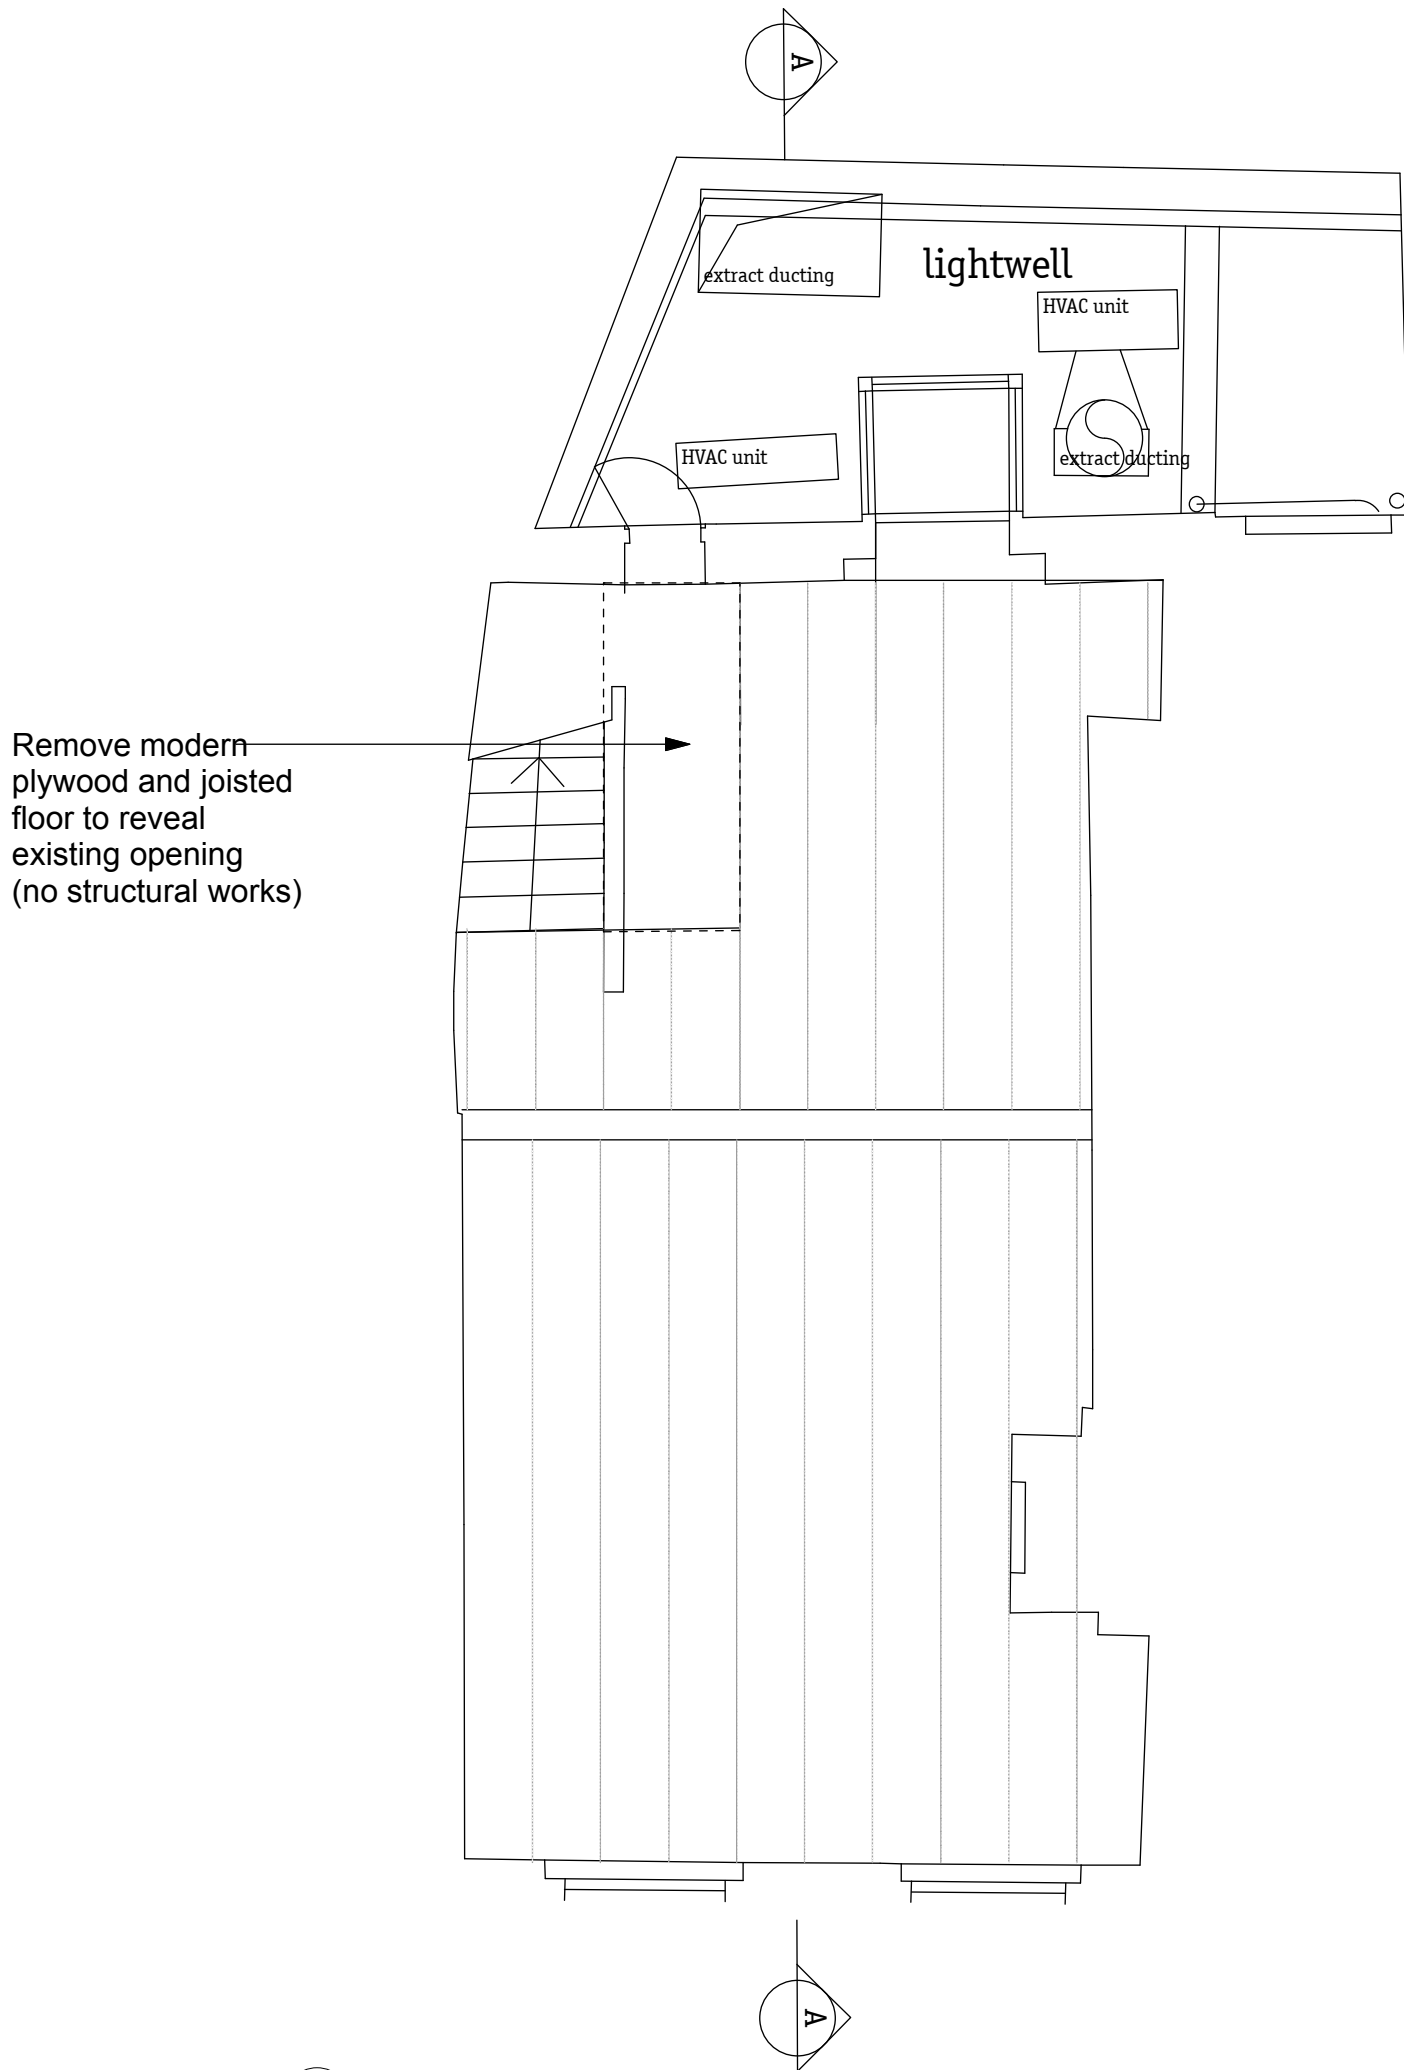 A
lightwell
extract ducting
HVAC unit
HVAC unit
extract ducting
Remove modern
plywood and joisted
floor to reveal
existing opening
(no structural works)
A